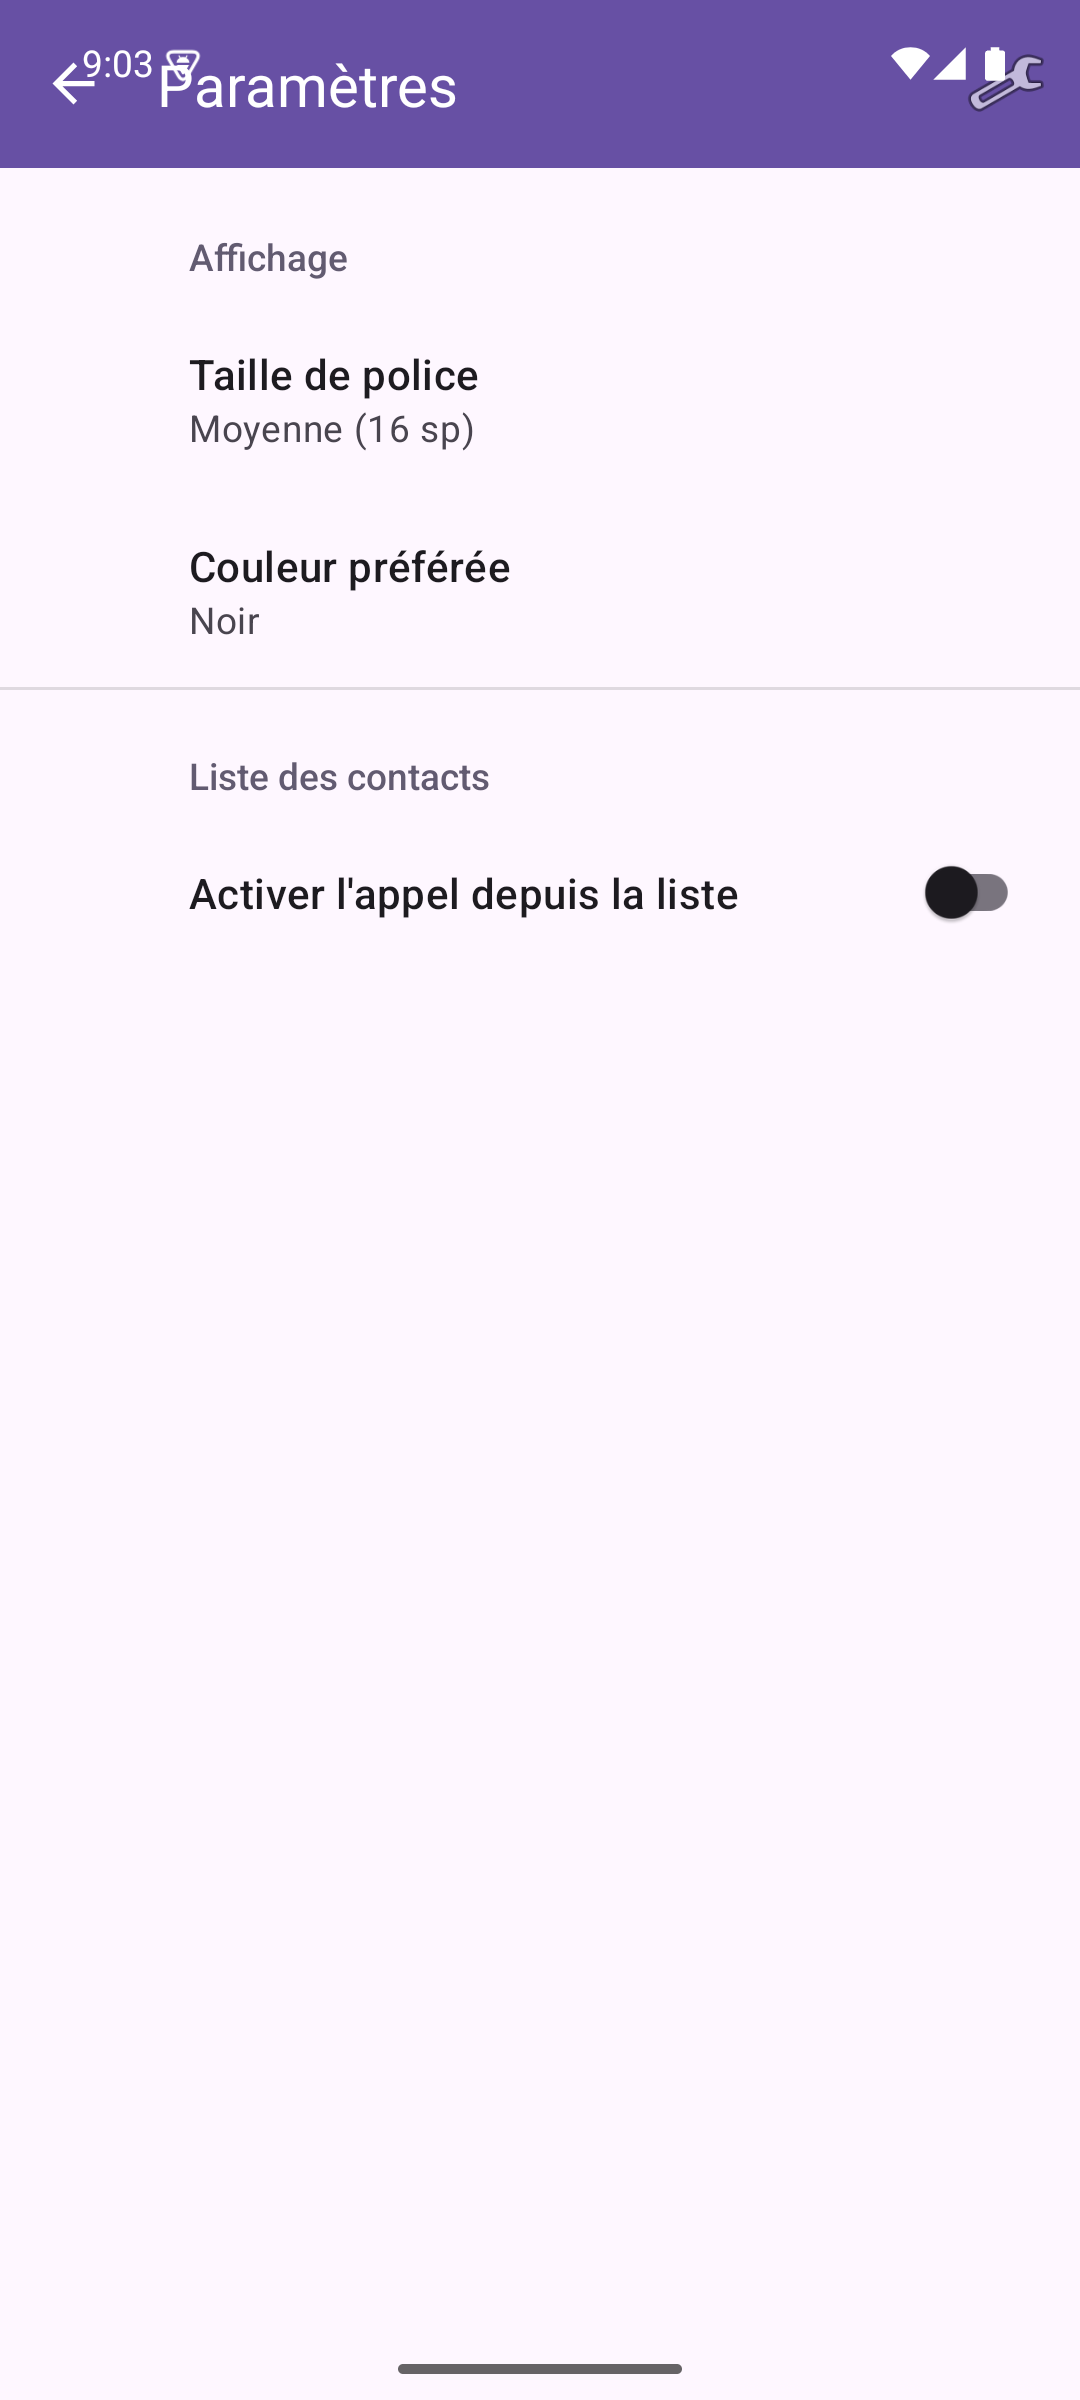 9:03
Paramètres
Affichage
Taille de police
Moyenne (16 sp)
Couleur préférée
Noir
Liste des contacts
Activer l'appel depuis la liste